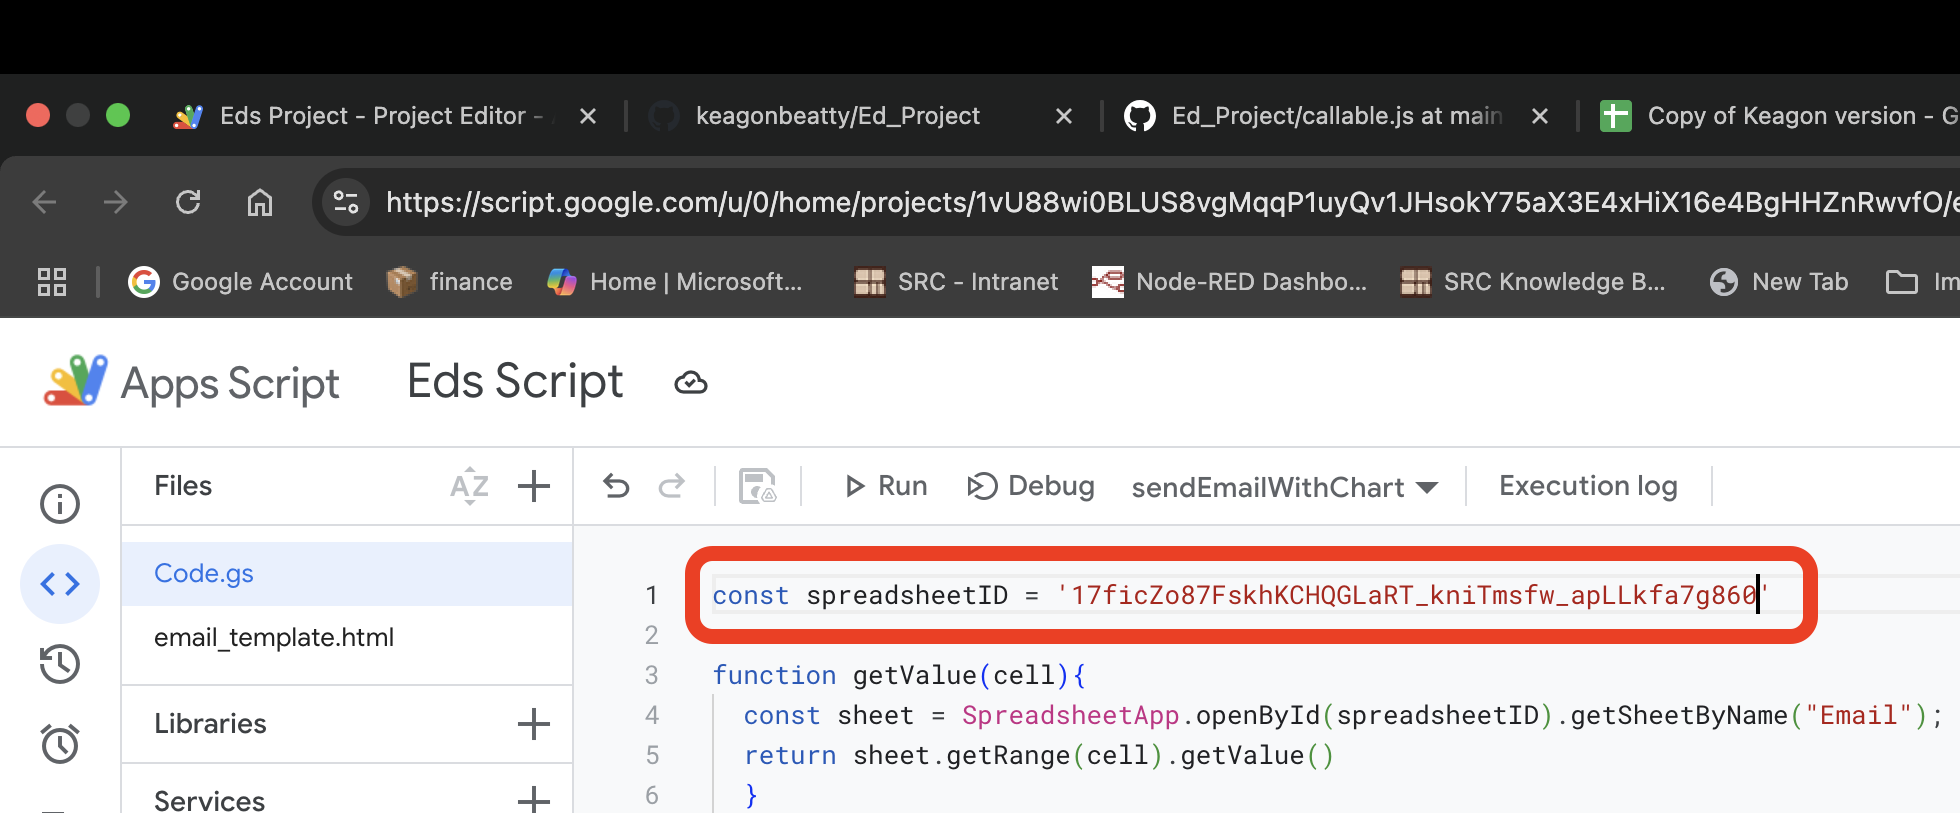 Eds Project - Project Editor -
keagonbeatty/Ed_Project
Ed_Project/callable.js at main
Copy of Keagon version - G
https://script.google.com/u/0/home/projects/1vU88wi0BLUS8vgMqqP1uyQv1JHsokY75aX3E4xHiX16e4BgHHZnRwvfO/e
Google Account
finance
Home | Microsoft...
SRC - Intranet
Node-RED Dashbo...
SRC Knowledge B...
New Tab
Im
Apps Script
Eds Script
Files
AZ
Run
Debug
sendEmailWithChart
Execution log
Code.gs
email_template.html
Libraries
Services
1 const spreadsheetID = '17ficZo87FskhKCHQGLaRT_kniTmsfw_apLLkfa7g860'
2
3 function getValue(cell){
4 const sheet = SpreadsheetApp.openById(spreadsheetID).getSheetByName("Email");
5 return sheet.getRange(cell).getValue()
6 }